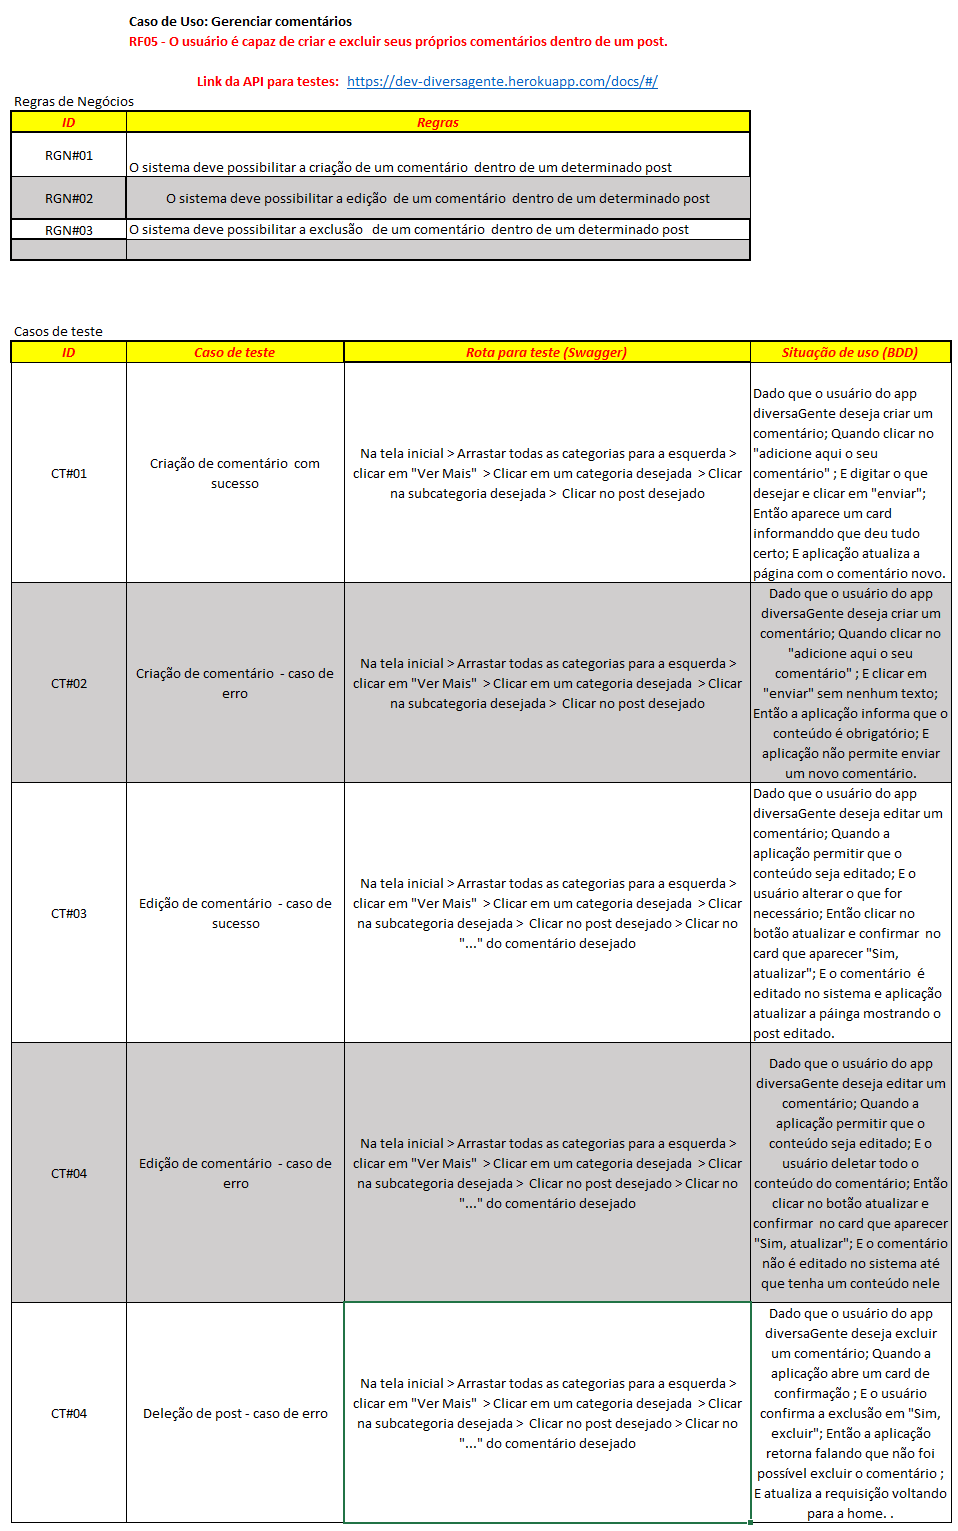 Caso de Uso: Gerenciar comentários
RF05 - O usuário é capaz de criar e excluir seus próprios comentários dentro de um post.
Link da API para testes: https://dev-diversagente.herokuapp.com/docs/#/
Regras de Negócios
ID Regras
RGN#01 O sistema deve possibilitar a criação de um comentário dentro de um determinado post
RGN#02 O sistema deve possibilitar a edição de um comentário dentro de um determinado post
RGN#03 O sistema deve possibilitar a exclusão de um comentário dentro de um determinado post
Casos de teste
ID Caso de teste Rota para teste (Swagger) Situação de uso (BDD)
CT#01
Criação de comentário com
sucesso
Na tela inicial > Arrastar todas as categorias para a esquerda >
clicar em "Ver Mais" > Clicar em um categoria desejada > Clicar
na subcategoria desejada > Clicar no post desejado
Dado que o usuário do app
diversaGente deseja criar um
comentário; Quando clicar no
"adicione aqui o seu
comentário" ; E digitar o que
desejar e clicar em "enviar";
Então aparece um card
informanddo que deu tudo
certo; E aplicação atualiza a
página com o comentário novo.
CT#02
Criação de comentário - caso de
erro
Na tela inicial > Arrastar todas as categorias para a esquerda >
clicar em "Ver Mais" > Clicar em um categoria desejada > Clicar
na subcategoria desejada > Clicar no post desejado
Dado que o usuário do app
diversaGente deseja criar um
comentário; Quando clicar no
"adicione aqui o seu
comentário" ; E clicar em
"enviar" sem nenhum texto;
Então a aplicação informa que o
conteúdo é obrigatório; E
aplicação não permite enviar
um novo comentário.
CT#03
Edição de comentário - caso de
sucesso
Na tela inicial > Arrastar todas as categorias para a esquerda >
clicar em "Ver Mais" > Clicar em um categoria desejada > Clicar
na subcategoria desejada > Clicar no post desejado > Clicar no
"..." do comentário desejado
Dado que o usuário do app
diversaGente deseja editar um
comentário; Quando a
aplicação permitir que o
conteúdo seja editado; E o
usuário alterar o que for
necessário; Então clicar no
botão atualizar e confirmar no
card que aparecer "Sim,
atualizar"; E o comentário é
editado no sistema e aplicação
atualizar a páinga mostrando o
post editado.
CT#04
Edição de comentário - caso de
erro
Na tela inicial > Arrastar todas as categorias para a esquerda >
clicar em "Ver Mais" > Clicar em um categoria desejada > Clicar
na subcategoria desejada > Clicar no post desejado > Clicar no
"..." do comentário desejado
Dado que o usuário do app
diversaGente deseja editar um
comentário; Quando a
aplicação permitir que o
conteúdo seja editado; E o
usuário deletar todo o
conteúdo do comentário; Então
clicar no botão atualizar e
confirmar no card que aparecer
"Sim, atualizar"; E o comentário
não é editado no sistema até
que tenha um conteúdo nele
CT#04
Deleção de post - caso de erro
Na tela inicial > Arrastar todas as categorias para a esquerda >
clicar em "Ver Mais" > Clicar em um categoria desejada > Clicar
na subcategoria desejada > Clicar no post desejado > Clicar no
"..." do comentário desejado
Dado que o usuário do app
diversaGente deseja excluir
um comentário; Quando a
aplicação abre um card de
confirmação ; E o usuário
confirma a exclusão em "Sim,
excluir"; Então a aplicação
retorna falando que não foi
possível excluir o comentário ;
E atualiza a requisição voltando
para a home. .